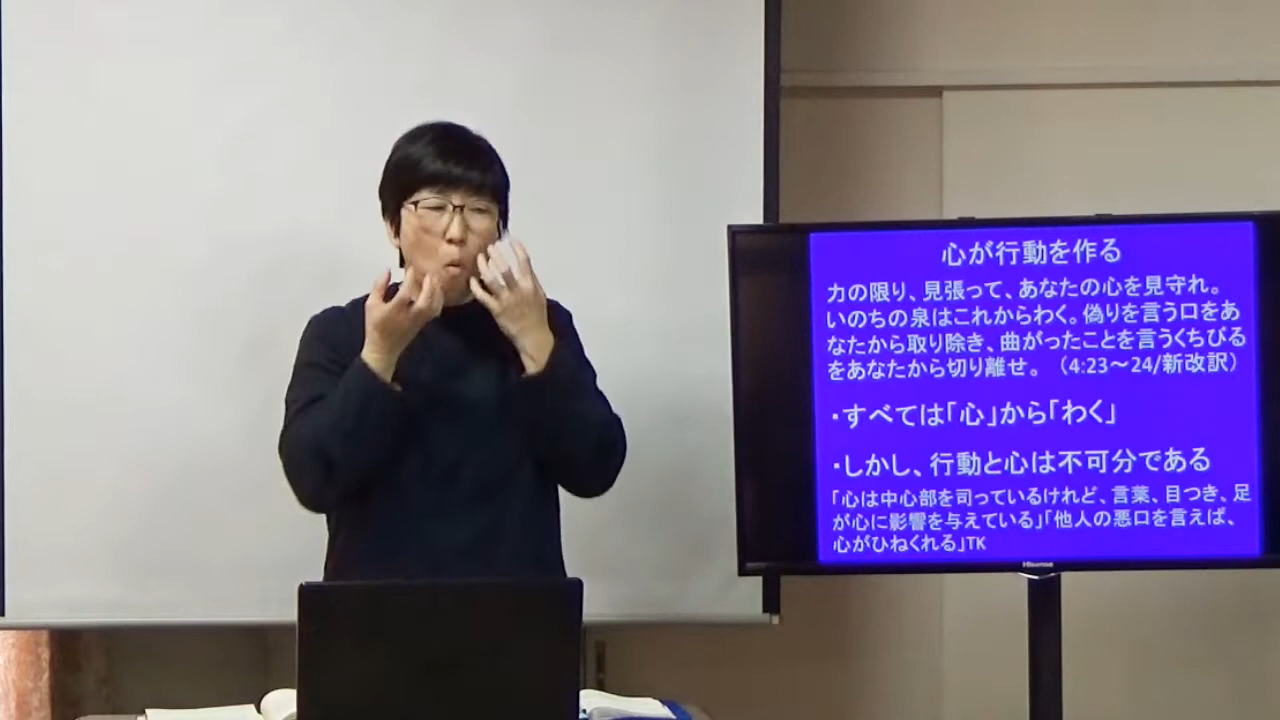 心が行動を作る
力の限り、見張って、あなたの心を見守れ。
いのちの泉はこれからわく。偽りを言う口をあ
なたから取り除き、曲がったことを言うくちびる
をあなたから切り離せ。（4:23～24/新改訳）
・すべては「心」から「わく」
・しかし、行動と心は不可分である
「心は中心部を司っているけれど、言葉、目つき、足
が心に影響を与えている」「他人の悪口を言えば、
心がひねくれる」TK
Hisense